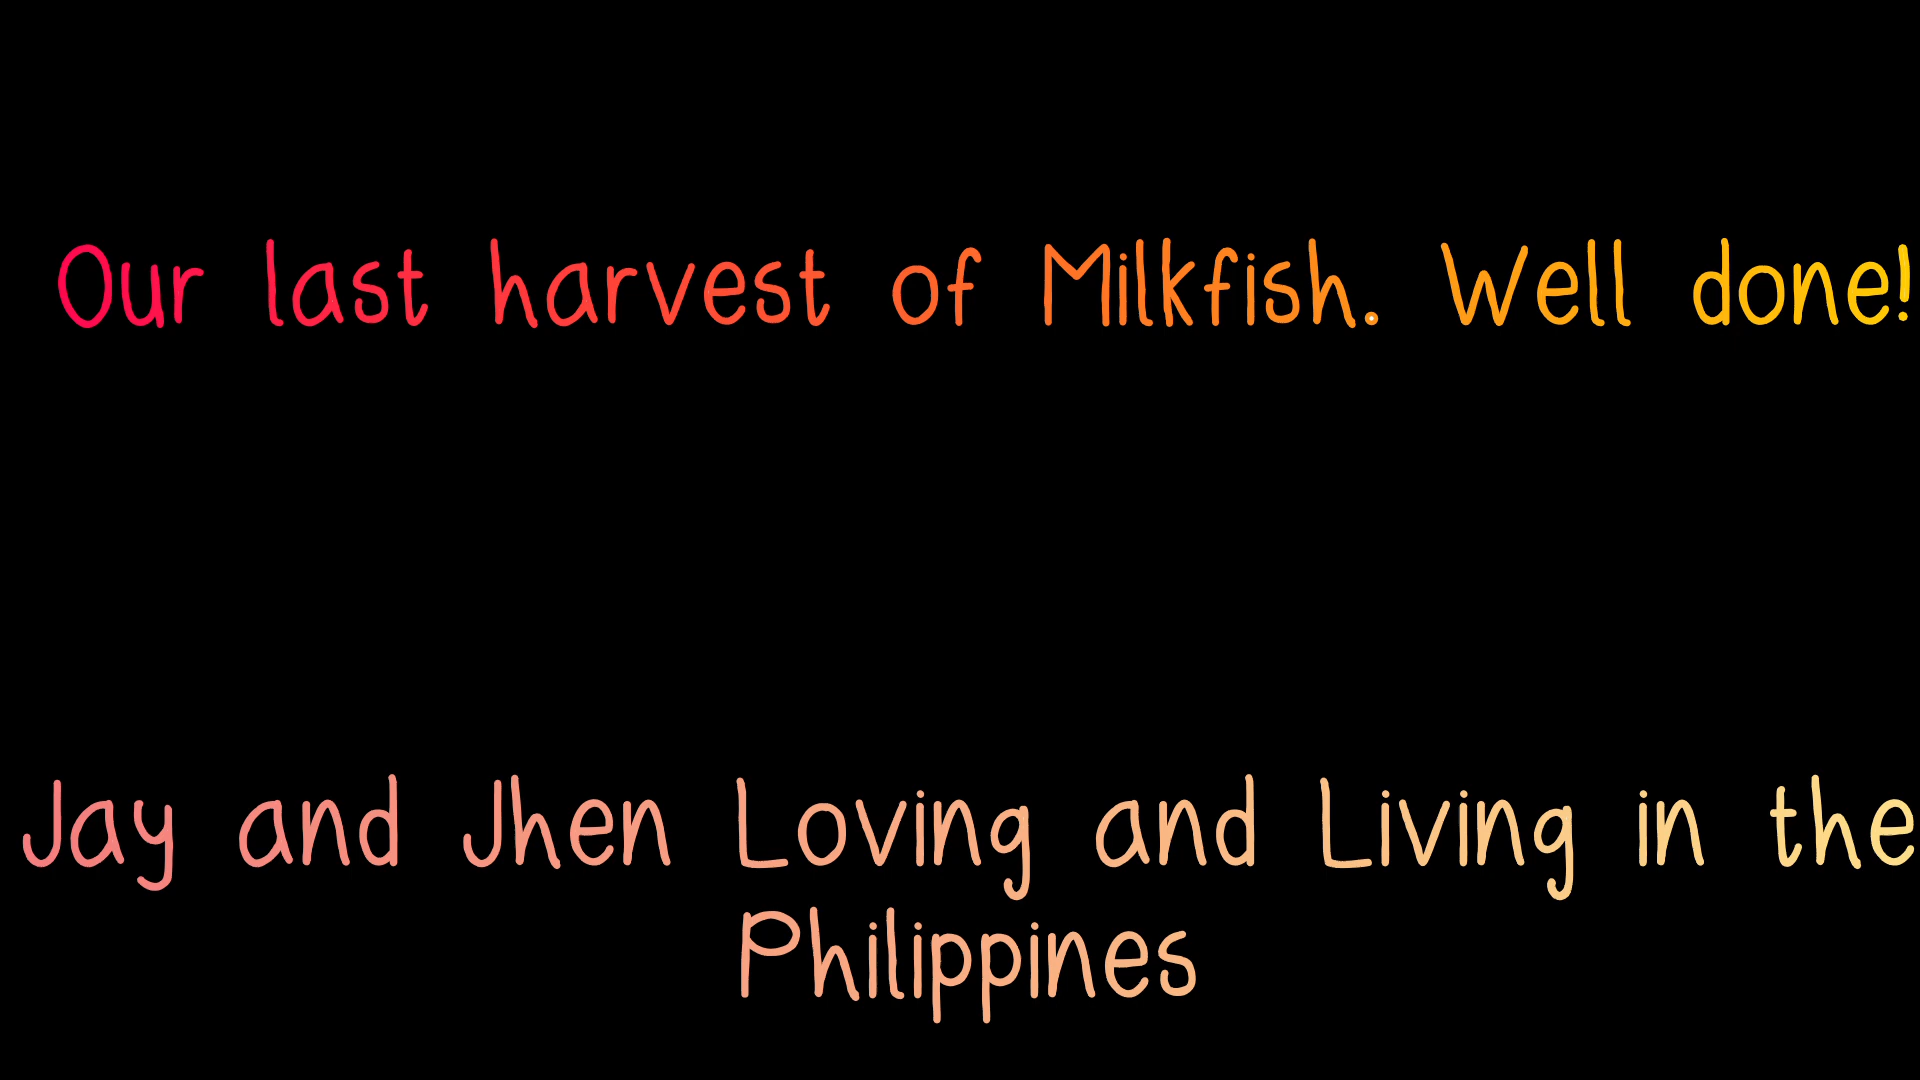 Our last harvest of Milkfish. Well done!
Jay and Jhen Loving and Living in the
Philippines